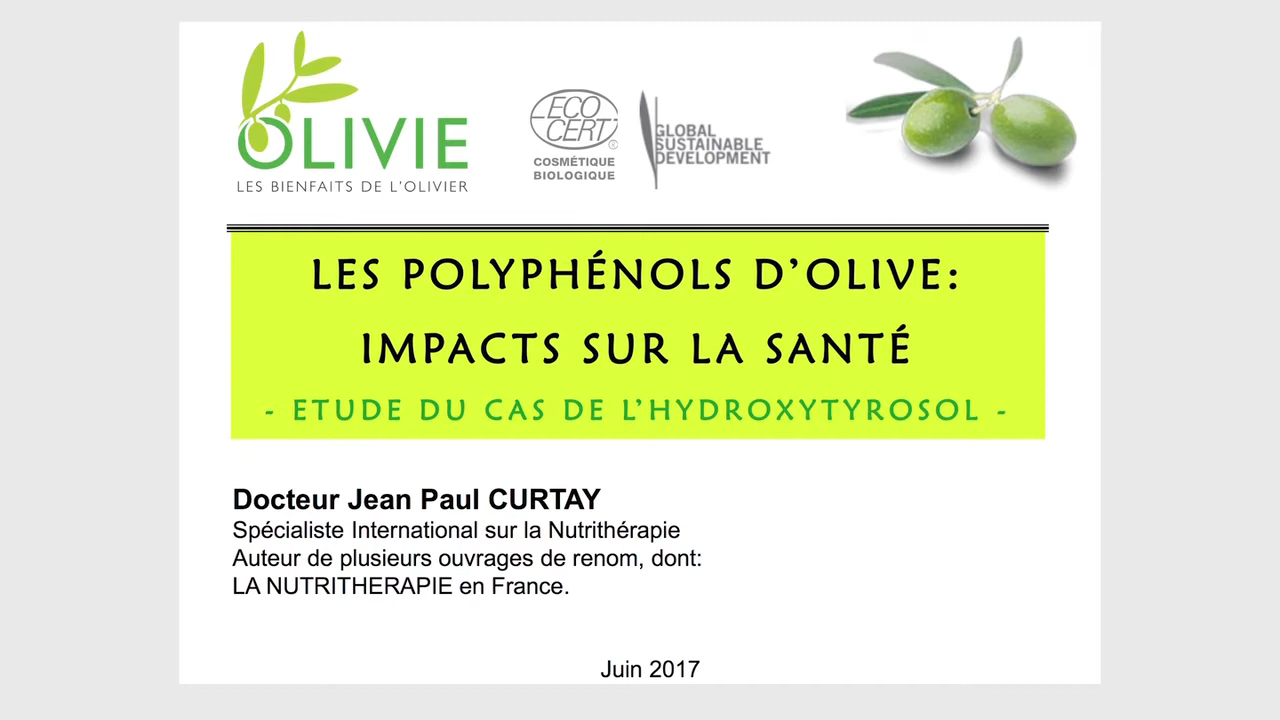 OLIVIE
LES BIENFAITS DE L'OLIVIER
ECO
CERT
COSMÉTIQUE
BIOLOGIQUE
GLOBAL
SUSTAINABLE
DEVELOPMENT
LES POLYPHÉNOLS D'OLIVE:
IMPACTS SUR LA SANTÉ
- ETUDE DU CAS DE L'HYDROXYTYROSOL -
Docteur Jean Paul CURTAY
Spécialiste International sur la Nutrithérapie
Auteur de plusieurs ouvrages de renom, dont:
LA NUTRITHERAPIE en France.
Juin 2017